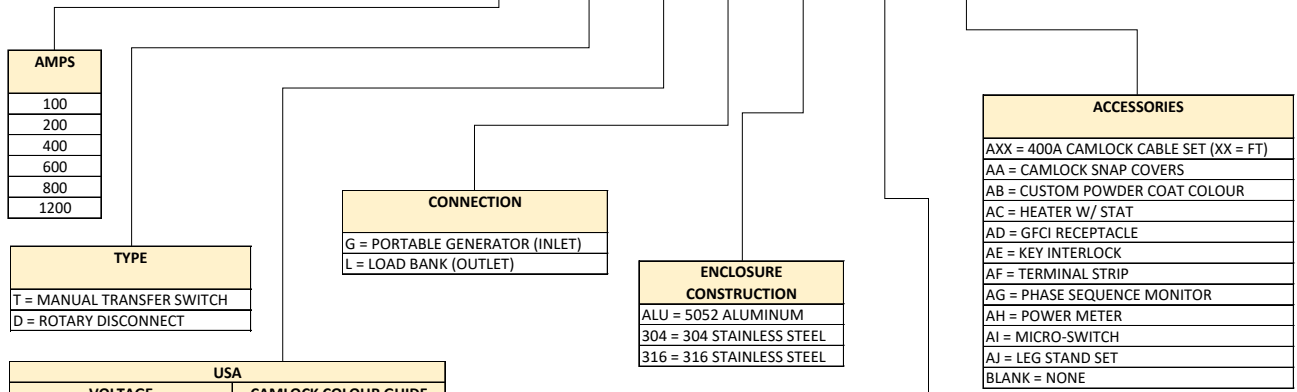 AMPS
100
200
400
600
800
1200
TYPE
T = MANUAL TRANSFER SWITCH
D = ROTARY DISCONNECT
CONNECTION
G = PORTABLE GENERATOR (INLET)
L = LOAD BANK (OUTLET)
ENCLOSURE
CONSTRUCTION
ALU = 5052 ALUMINUM
304 = 304 STAINLESS STEEL
316 = 316 STAINLESS STEEL
ACCESSORIES
AXX = 400A CAMLOCK CABLE SET (XX = FT)
AA = CAMLOCK SNAP COVERS
AB = CUSTOM POWDER COAT COLOUR
AC = HEATER W/ STAT
AD = GFCI RECEPTACLE
AE = KEY INTERLOCK
AF = TERMINAL STRIP
AG = PHASE SEQUENCE MONITOR
AH = POWER METER
AI = MICRO-SWITCH
AJ = LEG STAND SET
BLANK = NONE
USA
VOLTAGE CAMLOCK COLOUR GUIDE